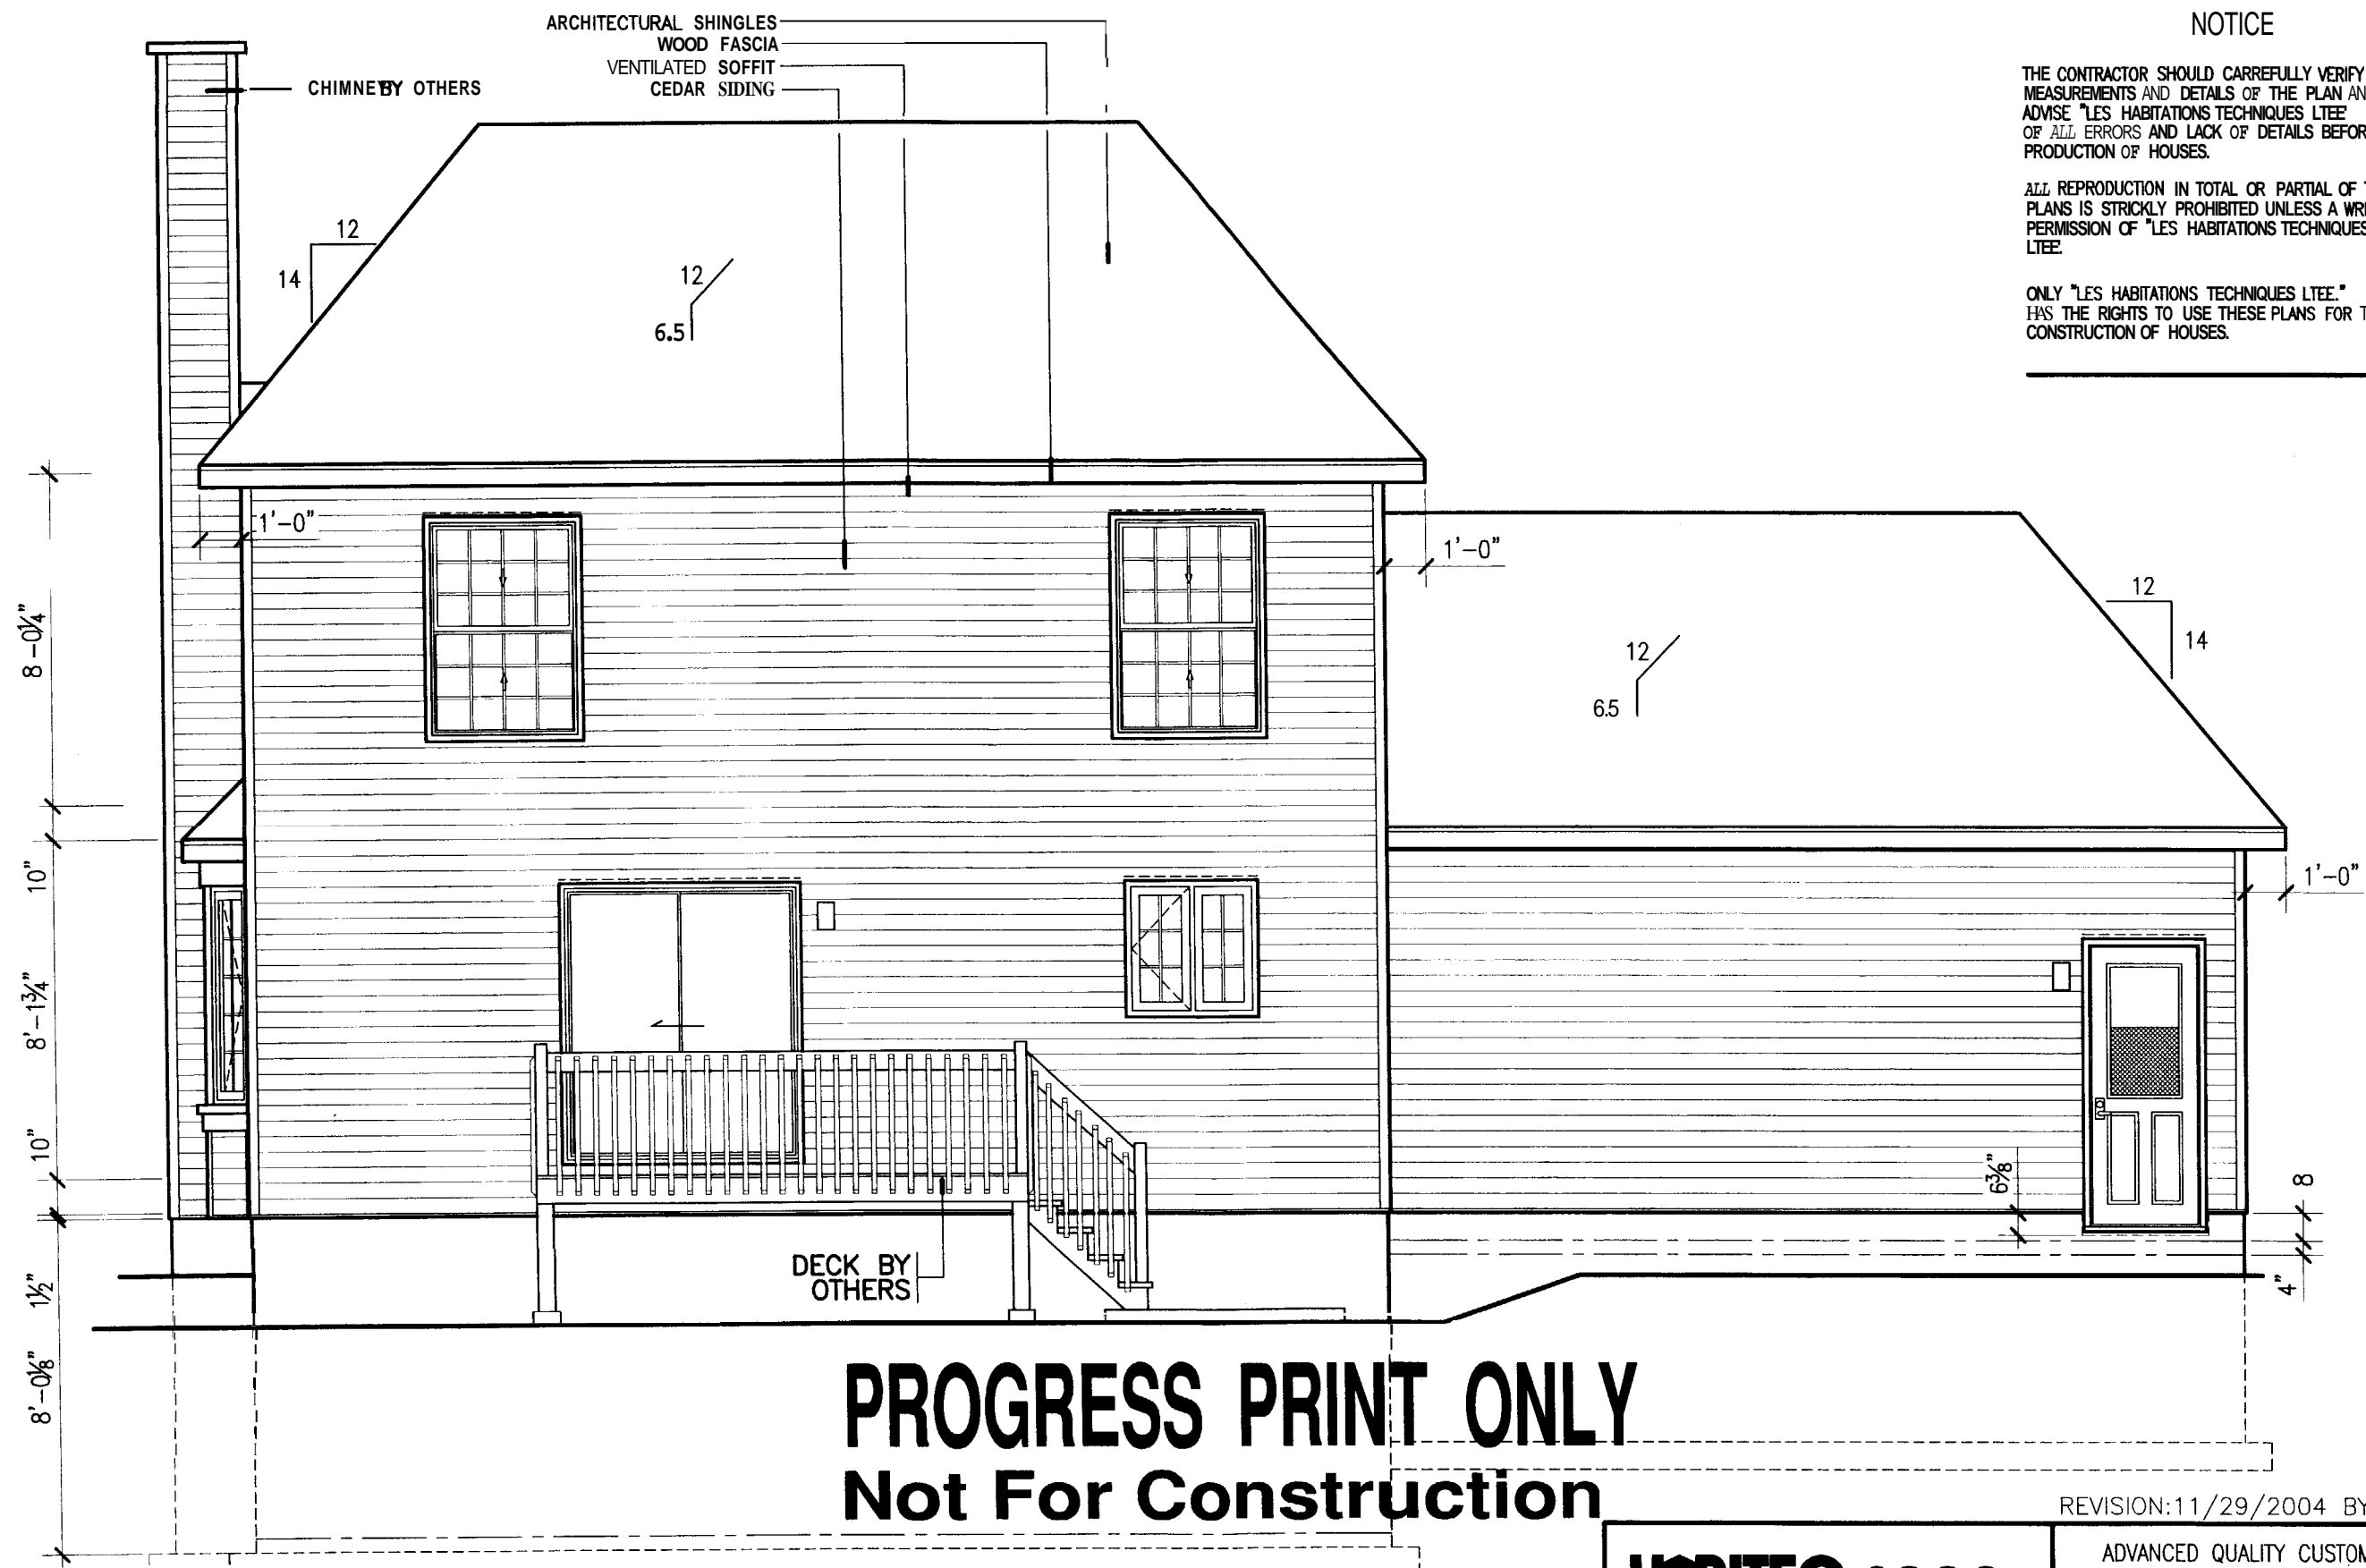 ARCHITECTURAL SHINGLES
WOOD FASCIA
VENTILATED SOFFIT
CEDAR SIDING
CHIMNEY BY OTHERS
NOTICE
THE CONTRACTOR SHOULD CARREFULLY VERIFY
MEASUREMENTS AND DETAILS OF THE PLAN AN
ADVISE "LES HABITATIONS TECHNIQUES LTEE"
OF ALL ERRORS AND LACK OF DETAILS BEFOR
PRODUCTION OF HOUSES.
ALL REPRODUCTION IN TOTAL OR PARTIAL OF T
PLANS IS STRICKLY PROHIBITED UNLESS A WRI
PERMISSION OF "LES HABITATIONS TECHNIQUES
LTEE"
ONLY "LES HABITATIONS TECHNIQUES LTEE."
HAS THE RIGHTS TO USE THESE PLANS FOR T
CONSTRUCTION OF HOUSES.
12
14
12
6.5
1'-0"
1'-0"
12
14
12
6.5
1'-0"
8'-0¼"
10"
8'-1¾"
10"
1½"
8'-0⅛"
6⅜"
8
4"
DECK BY
OTHERS
PROGRESS PRINT ONLY
Not For Construction
REVISION:11/29/2004 BY
ADVANCED QUALITY CUSTOM